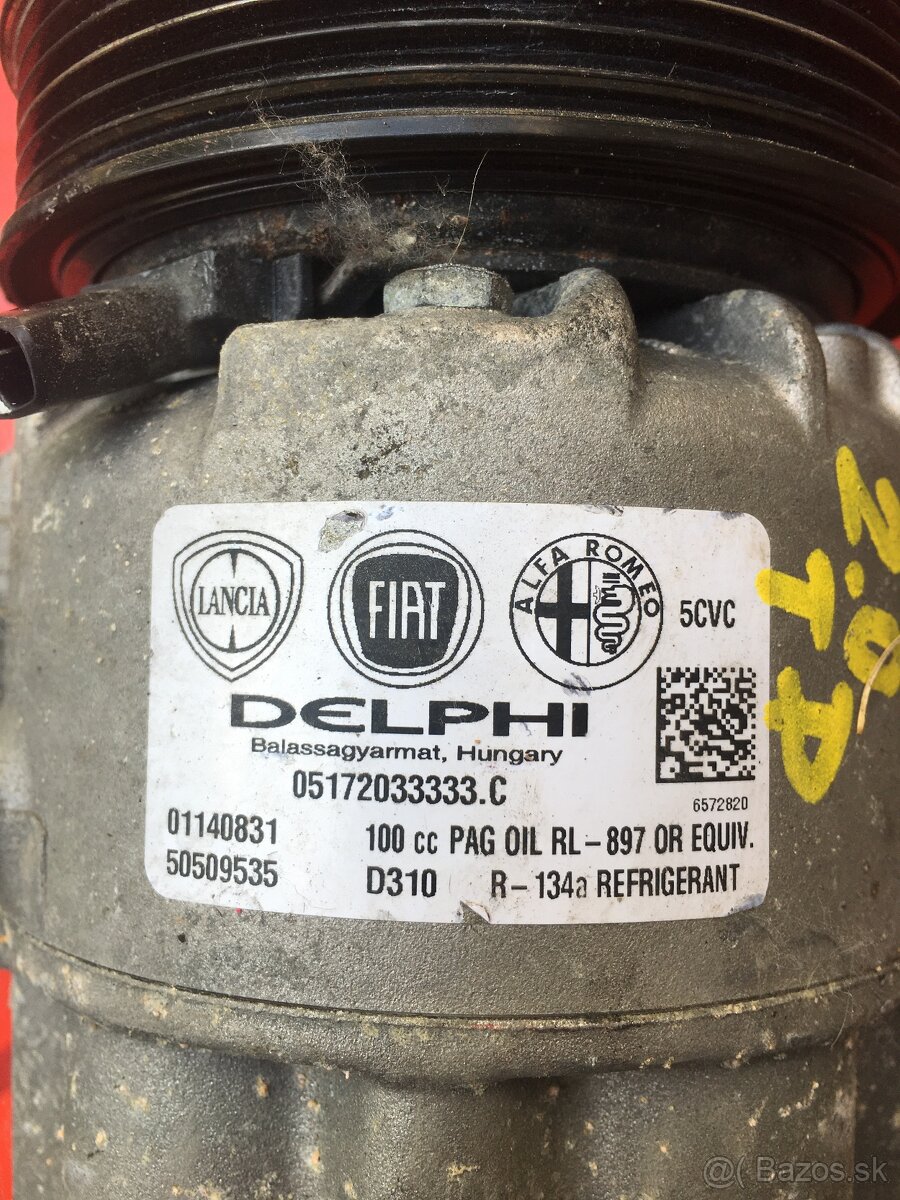 LANCIA
FIAT
ALFA ROMEO
5CVC
DELPHI
Balassagyarmat, Hungary
05172033333.C
657282D
01140831
100 cc PAG OIL RL-897 OR EQUIV.
50509535
D310
R-134a REFRIGERANT
@( Bazos.sk